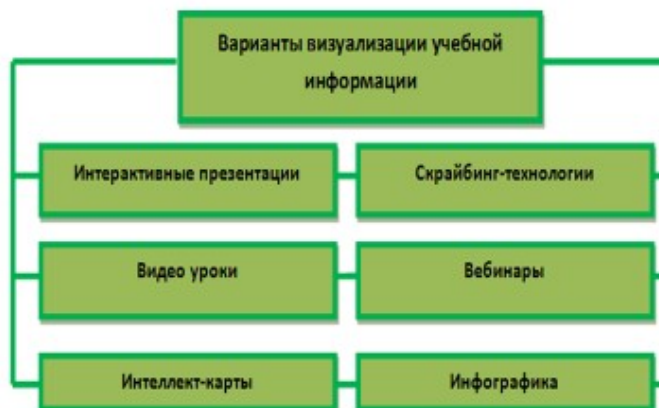 Варианты визуализации учебной
информации
Интерактивные презентации
Скрайбинг-технологии
Видео уроки
Вебинары
Интеллект-карты
Инфографика